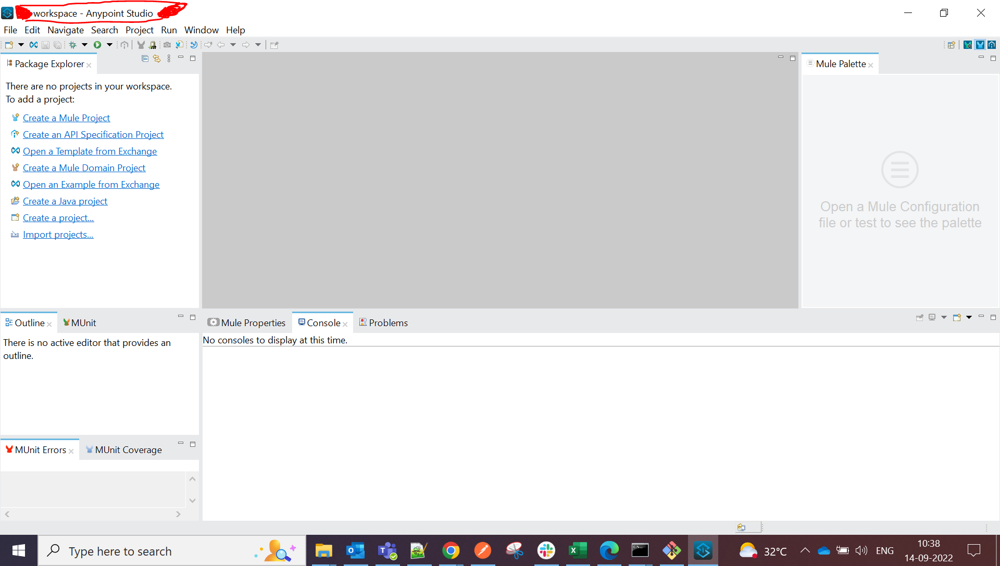 workspace - Anypoint Studio
File Edit Navigate Search Project Run Window Help
Package Explorer
Mule Palette
There are no projects in your workspace.
To add a project:
Create a Mule Project
Create an API Specification Project
Open a Template from Exchange
Create a Mule Domain Project
Open an Example from Exchange
Create a Java project
Create a project...
Import projects...
Open a Mule Configuration
file or test to see the palette
Outline MUnit
There is no active editor that provides an
outline.
Mule Properties Console Problems
No consoles to display at this time.
MUnit Errors MUnit Coverage
Type here to search
32°C
ENG
10:38
14-09-2022